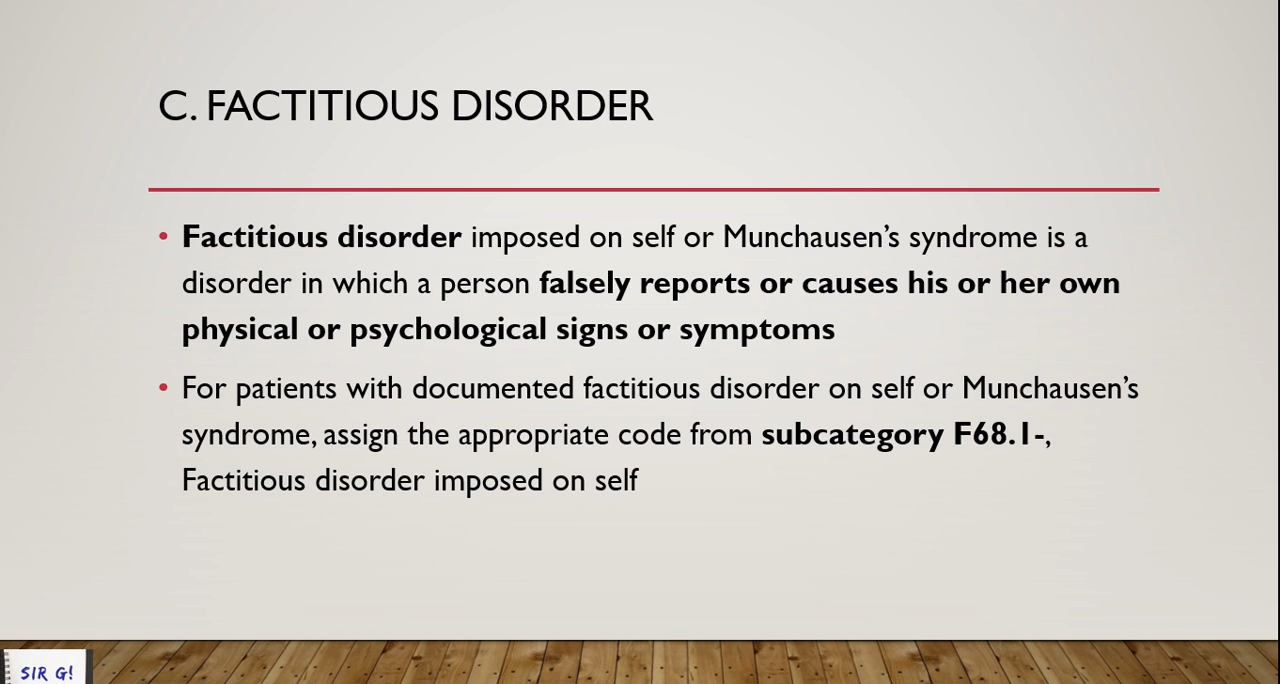 C. FACTITIOUS DISORDER
• Factitious disorder imposed on self or Munchausen’s syndrome is a
disorder in which a person falsely reports or causes his or her own
physical or psychological signs or symptoms
• For patients with documented factitious disorder on self or Munchausen’s
syndrome, assign the appropriate code from subcategory F68.1-,
Factitious disorder imposed on self
SIR G!